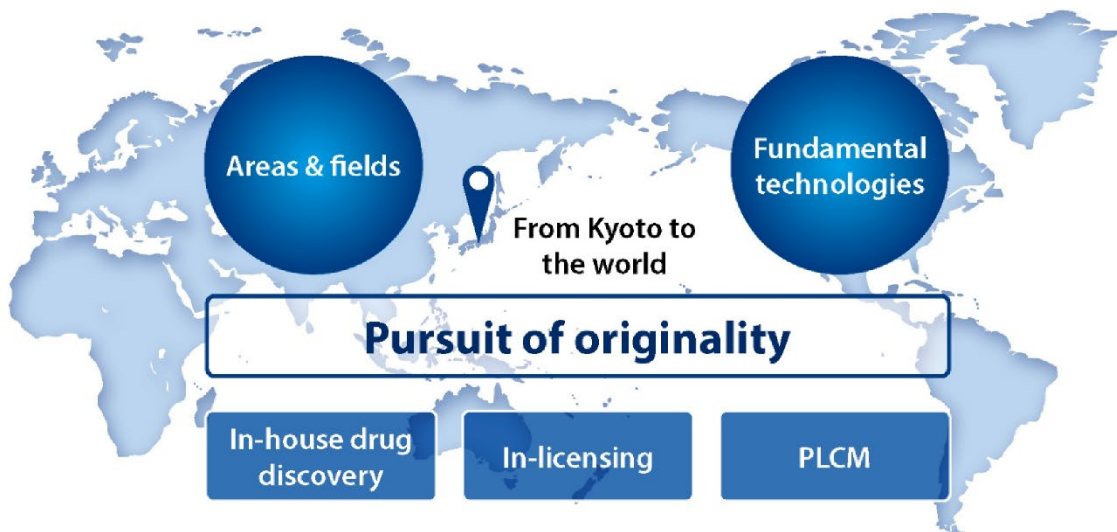 Areas & fields
Fundamental
technologies
From Kyoto to
the world
Pursuit of originality
In-house drug
discovery
In-licensing
PLCM